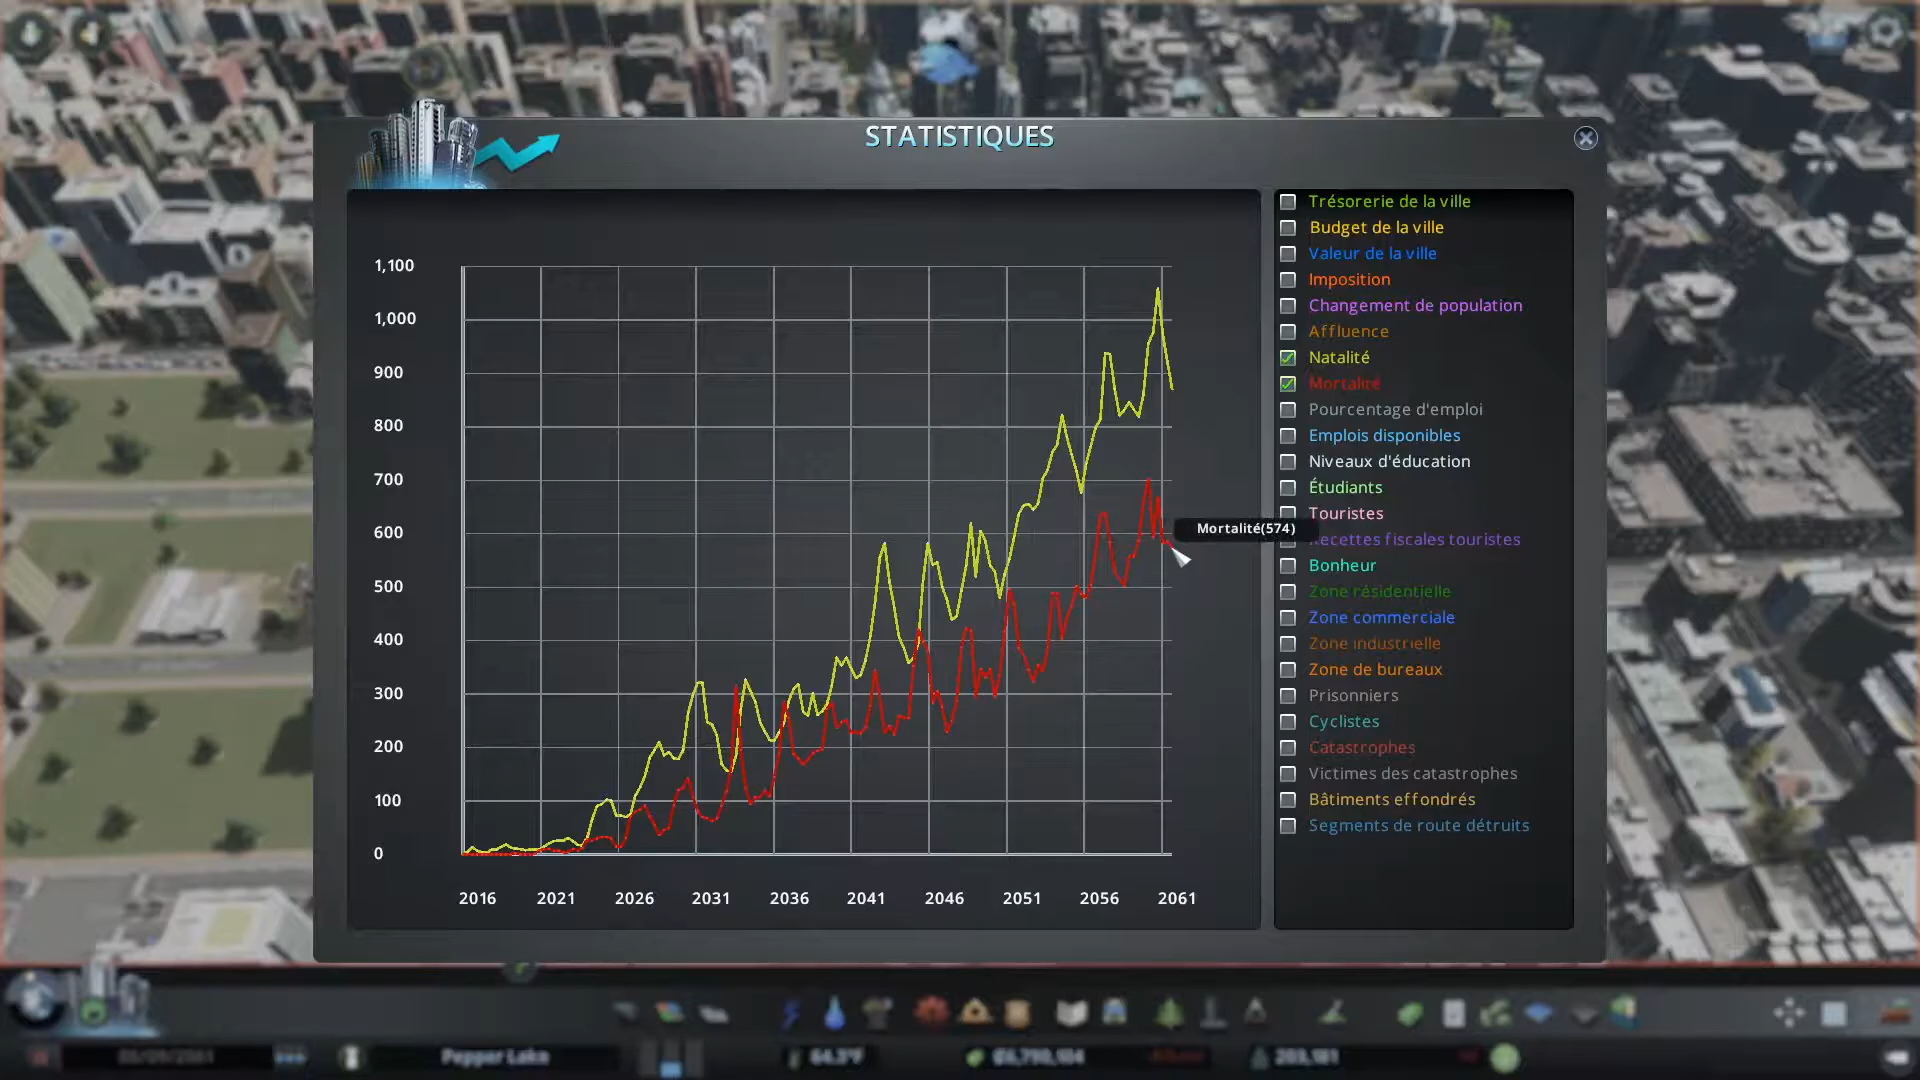 STATISTIQUES
1,100
1,000
900
800
700
600
500
400
300
200
100
0
2016 2021 2026 2031 2036 2041 2046 2051 2056 2061
Mortalité(574)
Trésorerie de la ville
Budget de la ville
Valeur de la ville
Imposition
Changement de population
Affluence
Natalité
Mortalité
Pourcentage d'emploi
Emplois disponibles
Niveaux d'éducation
Étudiants
Touristes
Recettes fiscales touristes
Bonheur
Zone résidentielle
Zone commerciale
Zone industrielle
Zone de bureaux
Prisonniers
Cyclistes
Catastrophes
Victimes des catastrophes
Bâtiments effondrés
Segments de route détruits
Pepper Lake 64.3°F